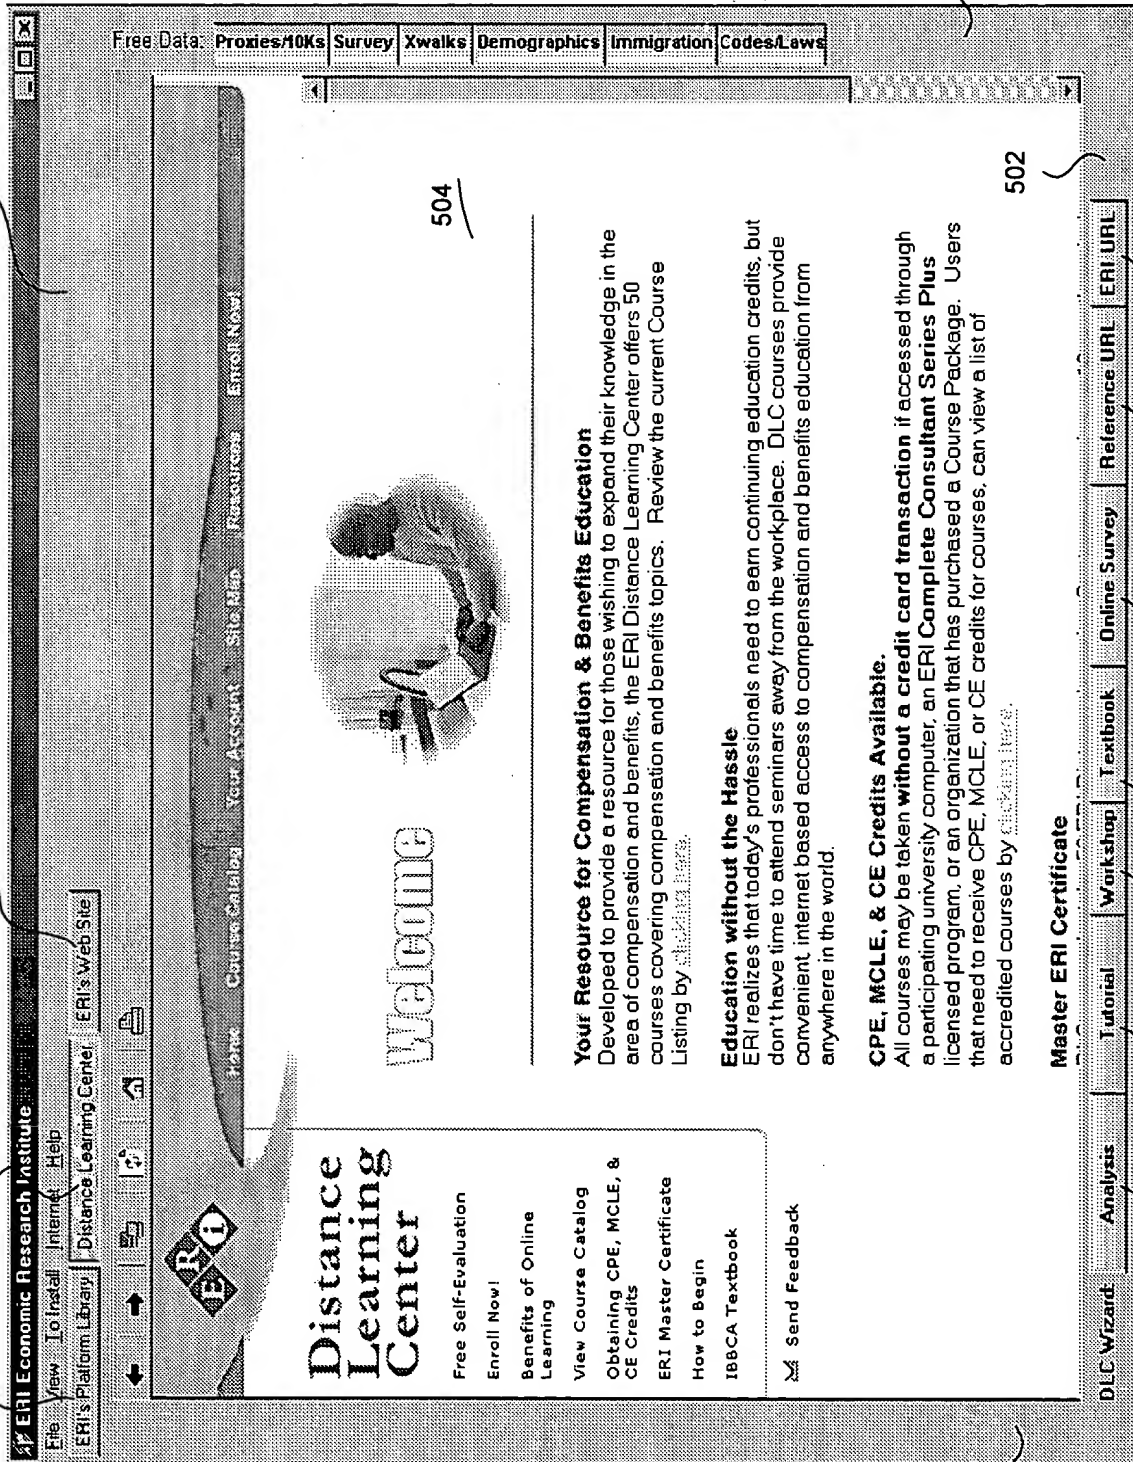 ERI Economic Research Institute
File View To Install Internet Help
ERI's Platform Library Distance Learning Center ERI's Web Site
Free Data: Proxies/10Ks Survey Xwalks Demographics Immigration Codes/Laws
E R i
Home Course Catalog Your Account Site Map Resources Enroll Now!
Distance
Learning
Center
Free Self-Evaluation
Enroll Now!
Benefits of Online
Learning
View Course Catalog
Obtaining CPE, MCLE, &
CE Credits
ERI Master Certificate
How to Begin
IBBCA Textbook
Send Feedback
Welcome
504
Your Resource for Compensation & Benefits Education
Developed to provide a resource for those wishing to expand their knowledge in the
area of compensation and benefits, the ERI Distance Learning Center offers 50
courses covering compensation and benefits topics. Review the current Course
Listing by clicking here.
Education without the Hassle
ERI realizes that today's professionals need to earn continuing education credits, but
don't have time to attend seminars away from the workplace. DLC courses provide
convenient, internet based access to compensation and benefits education from
anywhere in the world.
CPE, MCLE, & CE Credits Available.
All courses may be taken without a credit card transaction if accessed through
a participating university computer, an ERI Complete Consultant Series Plus
licensed program, or an organization that has purchased a Course Package. Users
that need to receive CPE, MCLE, or CE credits for courses, can view a list of
accredited courses by clicking here.
Master ERI Certificate
502
DLC Wizard: Analysis Tutorial Workshop Textbook Online Survey Reference URL ERI URL